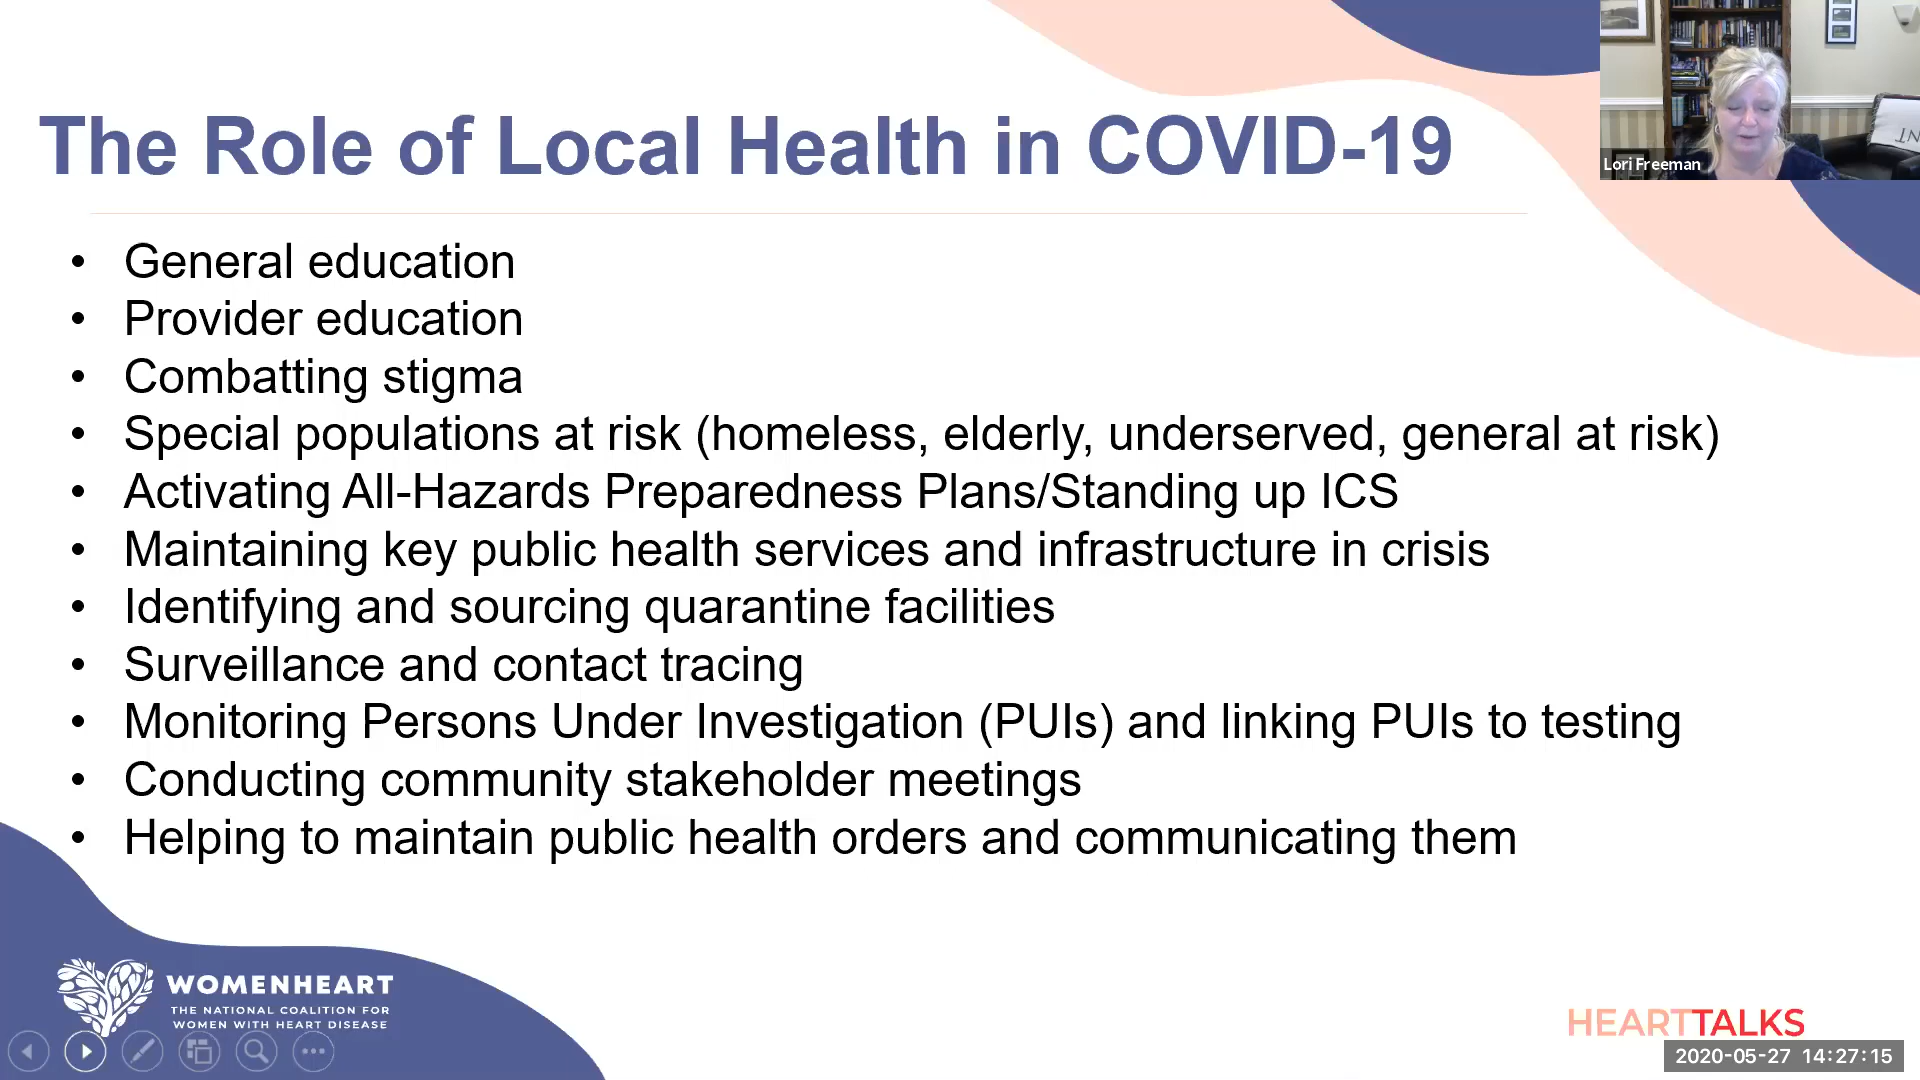 The Role of Local Health in COVID-19
Lori Freeman
• General education
• Provider education
• Combatting stigma
• Special populations at risk (homeless, elderly, underserved, general at risk)
• Activating All-Hazards Preparedness Plans/Standing up ICS
• Maintaining key public health services and infrastructure in crisis
• Identifying and sourcing quarantine facilities
• Surveillance and contact tracing
• Monitoring Persons Under Investigation (PUIs) and linking PUIs to testing
• Conducting community stakeholder meetings
• Helping to maintain public health orders and communicating them
WOMENHEART
THE NATIONAL COALITION FOR
WOMEN WITH HEART DISEASE
HEARTTALKS
2020-05-27 14:27:15